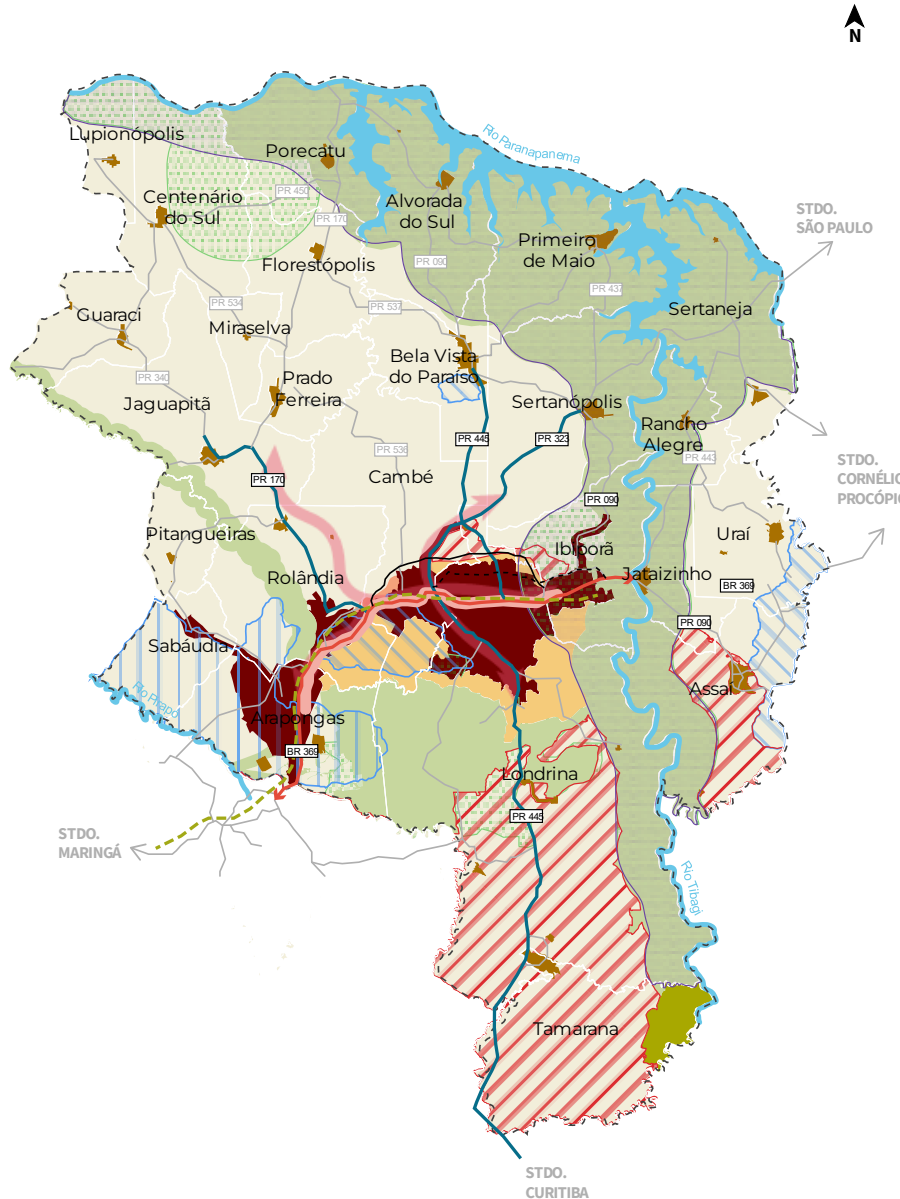 N
Rio Paranapanema
Lupionópolis
Porecatu
PR 450
Centenário
do Sul
Alvorada
do Sul
STDO.
SÃO PAULO
PR 170
Primeiro
de Maio
Florestópolis
PR 090
PR 437
PR 534
PR 537
Sertaneja
Guaraci
Miraselva
Bela Vista
do Paraíso
PR 340
Prado
Ferreira
Jaguapitã
Sertanópolis
Rancho
Alegre
PR 445
PR 323
PR 536
PR 443
STDO.
CORNÉLIO
PROCÓPIO
PR 170
Cambé
PR 090
Pitangueiras
Ibiporã
Uraí
Rolândia
Jataizinho
BR 369
PR 090
Sabáudia
Rio Pirapó
Assaí
Arapongas
BR 369
Londrina
PR 445
STDO.
MARINGÁ
Rio Tibagi
Tamarana
STDO.
CURITIBA